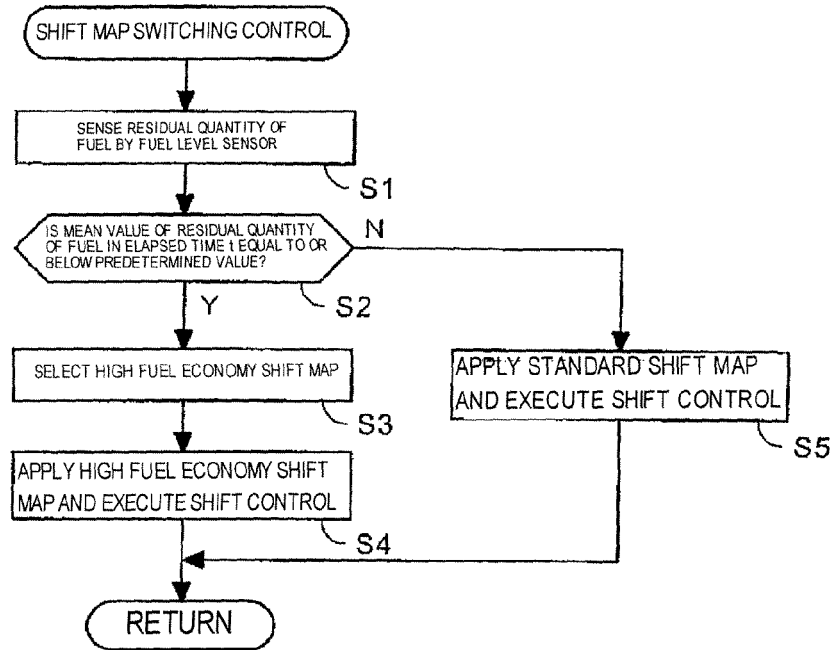 SHIFT MAP SWITCHING CONTROL
SENSE RESIDUAL QUANTITY OF
FUEL BY FUEL LEVEL SENSOR
S1
IS MEAN VALUE OF RESIDUAL QUANTITY
OF FUEL IN ELAPSED TIME t EQUAL TO OR
BELOW PREDETERMINED VALUE?
N
S2
Y
SELECT HIGH FUEL ECONOMY SHIFT MAP
S3
APPLY STANDARD SHIFT MAP
AND EXECUTE SHIFT CONTROL
S5
APPLY HIGH FUEL ECONOMY SHIFT
MAP AND EXECUTE SHIFT CONTROL
S4
RETURN